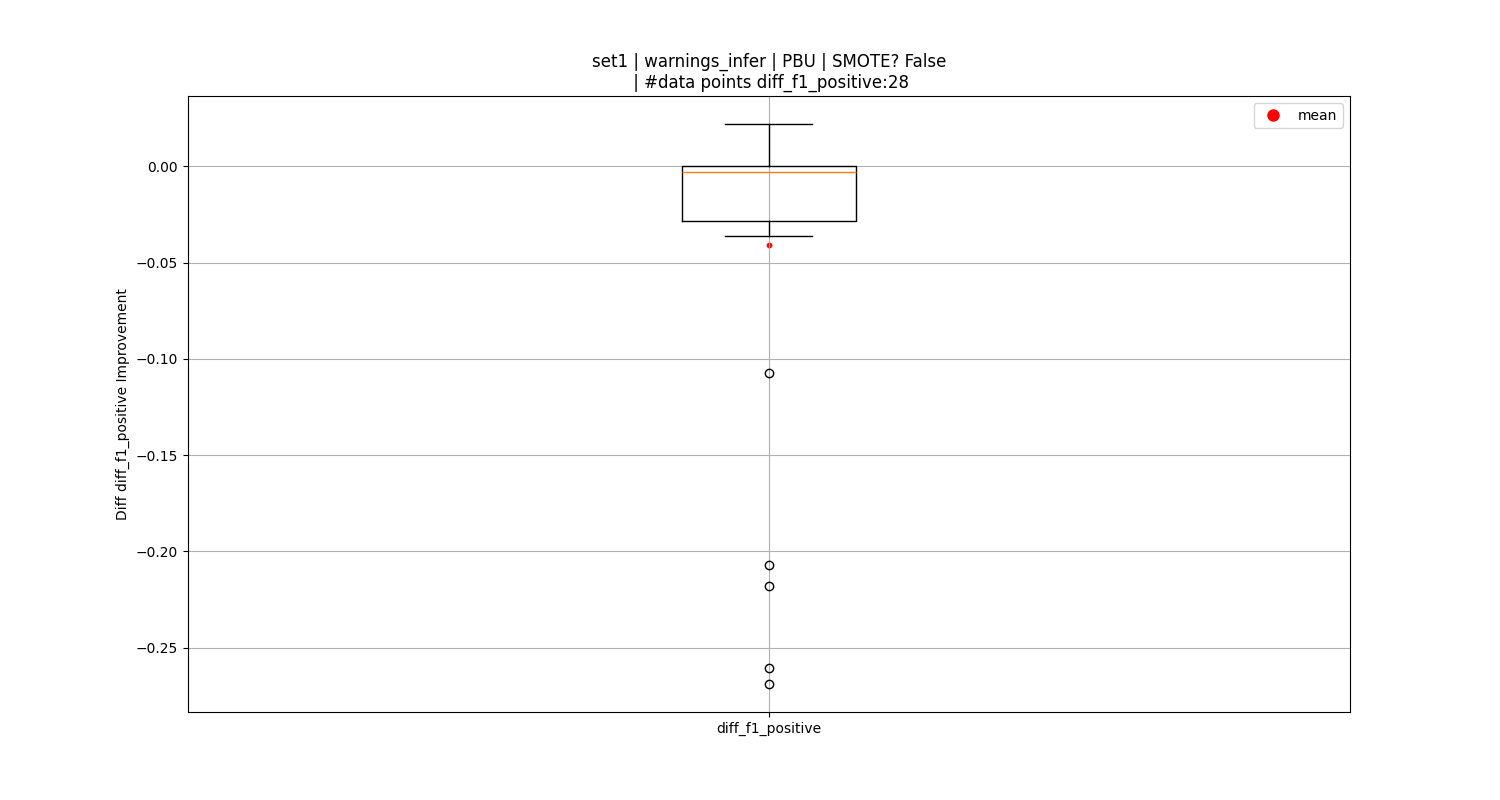 set1 | warnings_infer | PBU | SMOTE? False
| #data points diff_f1_positive:28
mean
0.00
−0.05
−0.10
−0.15
−0.20
−0.25
Diff diff_f1_positive Improvement
diff_f1_positive